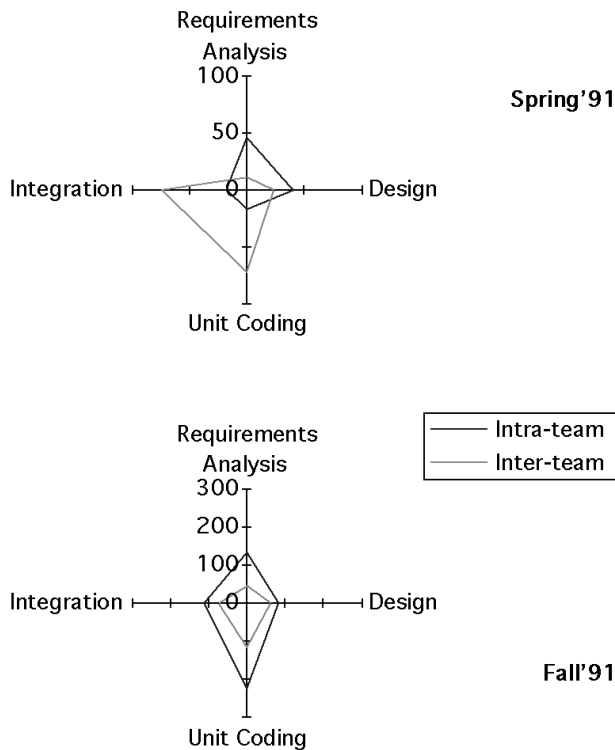 Requirements
Analysis
100
Spring'91
50
Integration
0
Design
Unit Coding
Intra-team
Requirements
Inter-team
Analysis
300
200
100
Integration
0
Design
Fall'91
Unit Coding